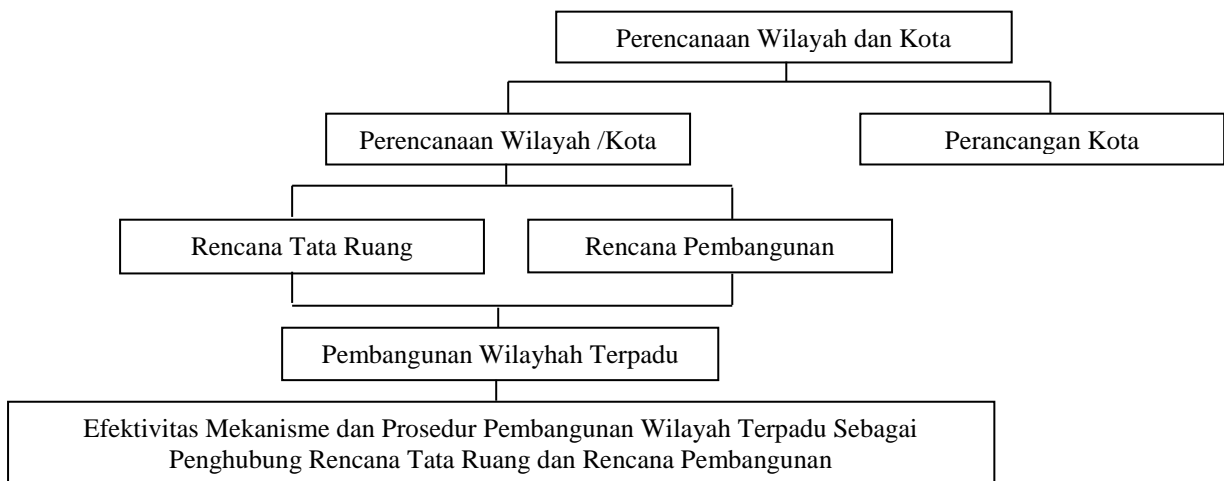 Perencanaan Wilayah dan Kota
Perencanaan Wilayah /Kota
Perancangan Kota
Rencana Tata Ruang
Rencana Pembangunan
Pembangunan Wilayhah Terpadu
Efektivitas Mekanisme dan Prosedur Pembangunan Wilayah Terpadu Sebagai
Penghubung Rencana Tata Ruang dan Rencana Pembangunan